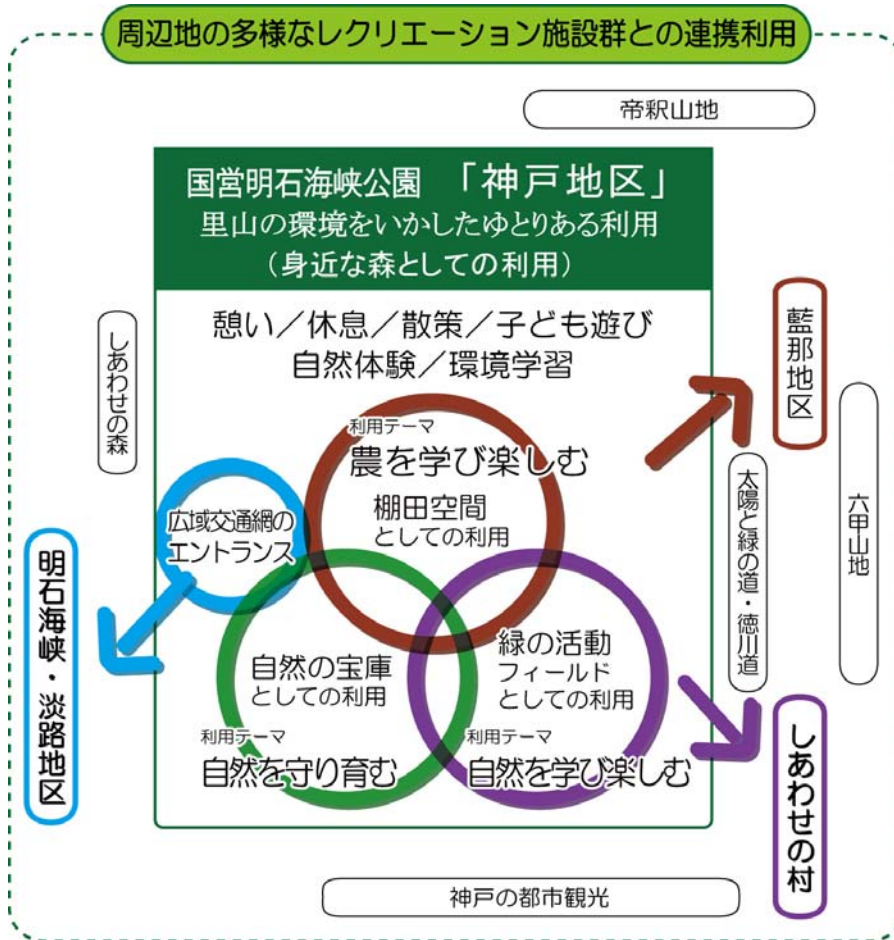 周辺地の多様なレクリエーション施設群との連携利用
帝釈山地
国営明石海峡公園 「神戸地区」
里山の環境をいかしたゆとりある利用
(身近な森としての利用)
憩い/休息/散策/子ども遊び
自然体験/環境学習
しあわせの森
藍那地区
利用テーマ
農を学び楽しむ
棚田空間
としての利用
広域交通網の
エントランス
太陽と緑の道・徳川道
六甲山地
明石海峡・淡路地区
自然の宝庫
としての利用
利用テーマ
自然を守り育む
緑の活動
フィールド
としての利用
利用テーマ
自然を学び楽しむ
しあわせの村
神戸の都市観光